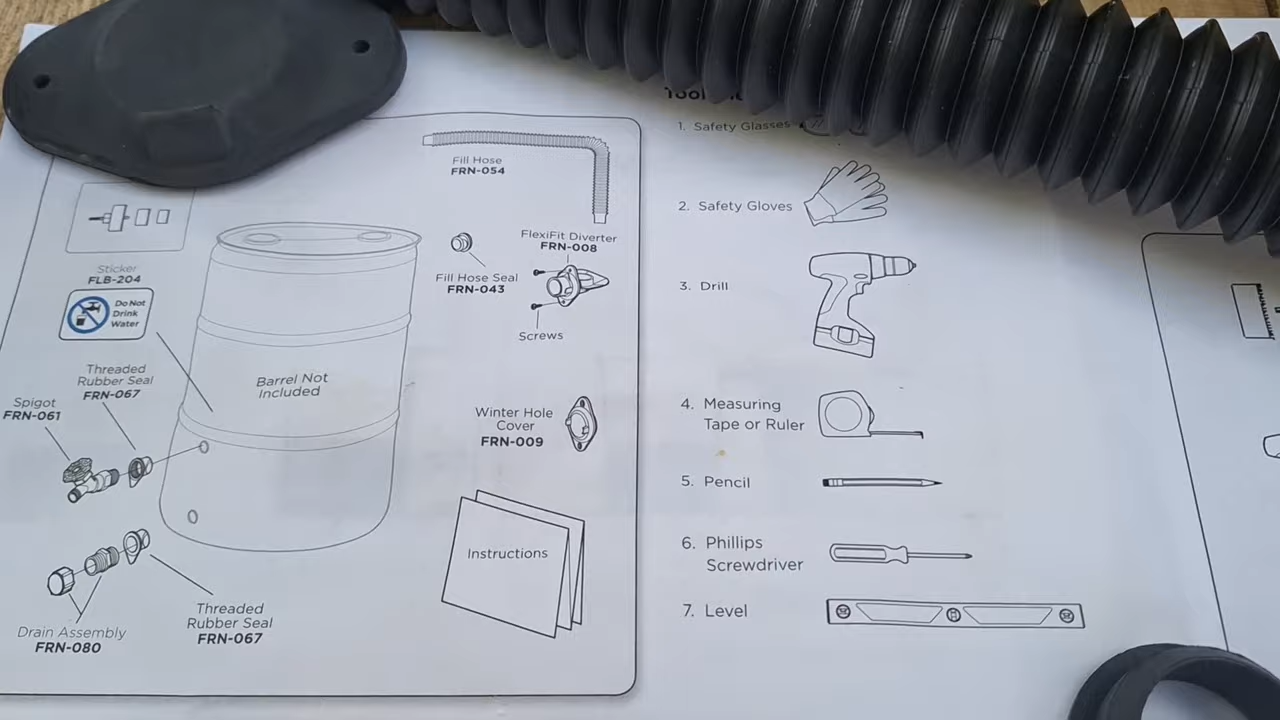 Fill Hose
FRN-054
FlexiFit Diverter
FRN-008
Fill Hose Seal
FRN-043
Screws
Sticker
FLB-204
Do Not
Drink
Water
Threaded
Rubber Seal
FRN-067
Spigot
FRN-061
Barrel Not
Included
Winter Hole
Cover
FRN-009
Instructions
Threaded
Rubber Seal
FRN-067
Drain Assembly
FRN-080
1. Safety Glasses
2. Safety Gloves
3. Drill
4. Measuring
Tape or Ruler
5. Pencil
6. Phillips
Screwdriver
7. Level